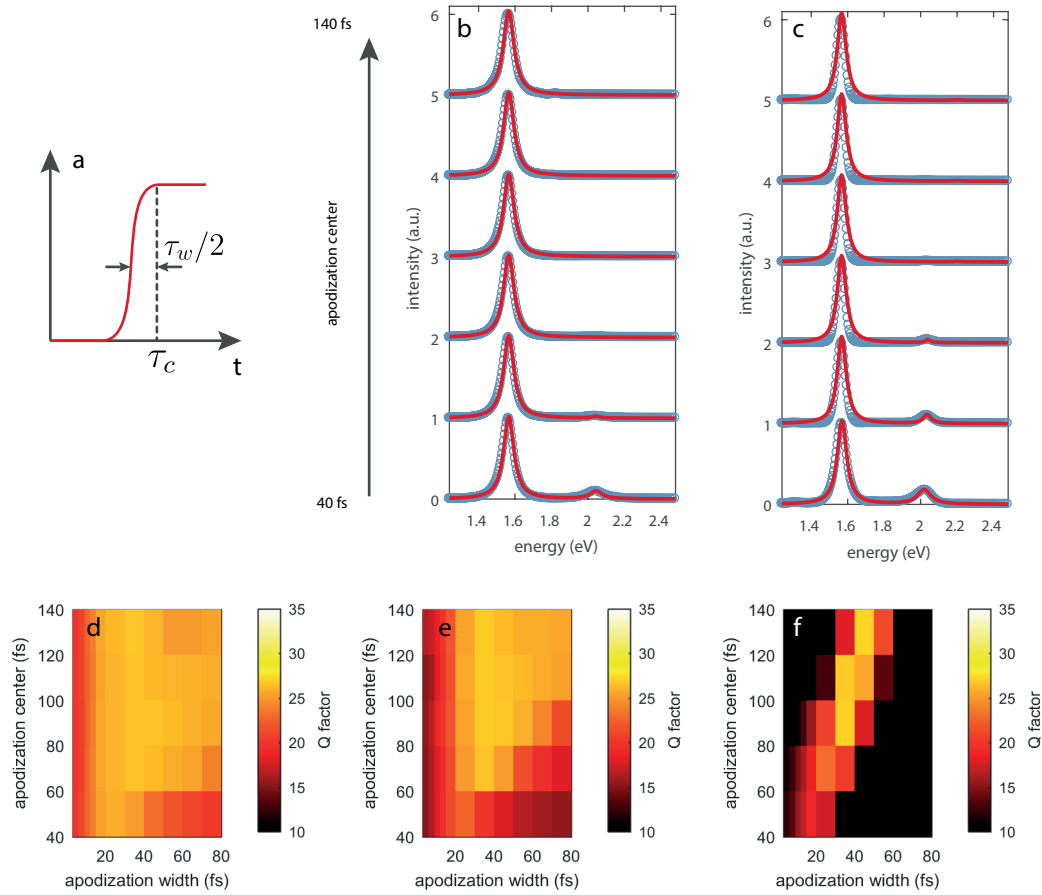 a
τ_w/2
τ_c
t
140 fs
apodization center
40 fs
b
6
5
4
3
2
1
0
intensity (a.u.)
1.4 1.6 1.8 2 2.2 2.4
energy (eV)
c
6
5
4
3
2
1
0
intensity (a.u.)
1.4 1.6 1.8 2 2.2 2.4
energy (eV)
d
140
120
100
80
60
40
apodization center (fs)
20 40 60 80
apodization width (fs)
35
30
25
20
15
10
Q factor
e
140
120
100
80
60
40
apodization center (fs)
20 40 60 80
apodization width (fs)
35
30
25
20
15
10
Q factor
f
140
120
100
80
60
40
apodization center (fs)
20 40 60 80
apodization width (fs)
35
30
25
20
15
10
Q factor